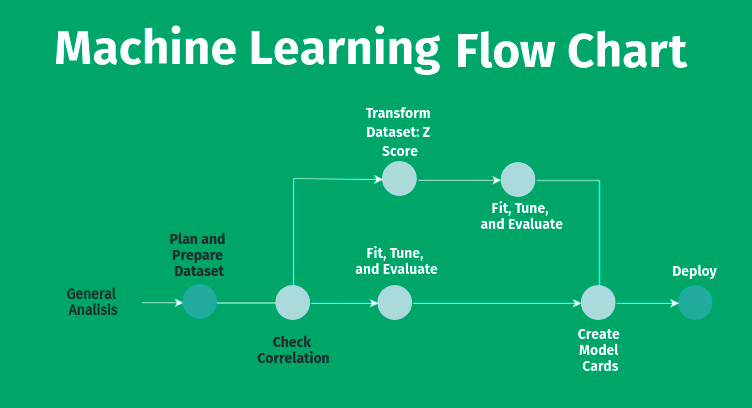 Machine Learning Flow Chart
Transform
Dataset: Z
Score
Fit, Tune,
and Evaluate
Plan and
Prepare
Dataset
Fit, Tune,
and Evaluate
Deploy
General
Analisis
Check
Correlation
Create
Model
Cards